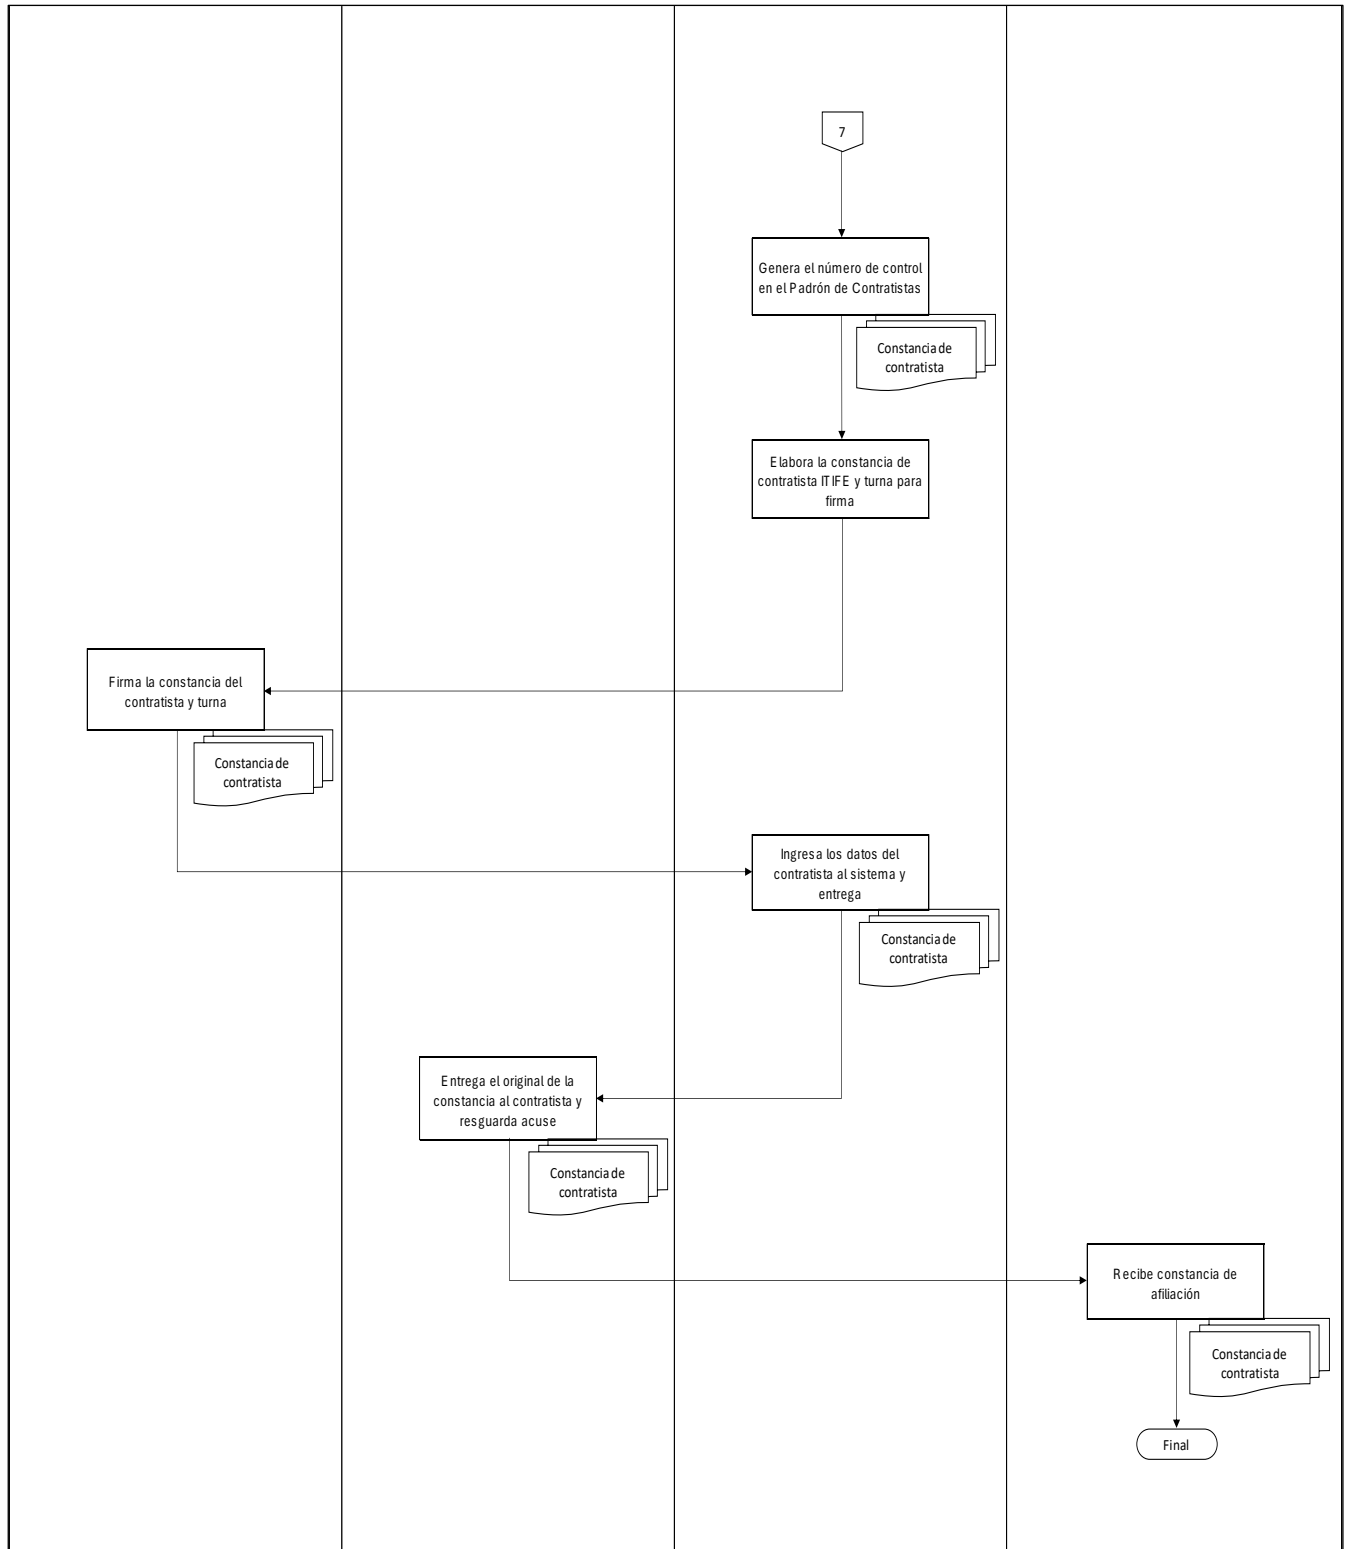 7
Genera el número de control
en el Padrón de Contratistas
Constancia de
contratista
Elabora la constancia de
contratista ITIFE y turna para
firma
Firma la constancia del
contratista y turna
Constancia de
contratista
Ingresa los datos del
contratista al sistema y
entrega
Constancia de
contratista
Entrega el original de la
constancia al contratista y
resguarda acuse
Constancia de
contratista
Recibe constancia de
afiliación
Constancia de
contratista
Final